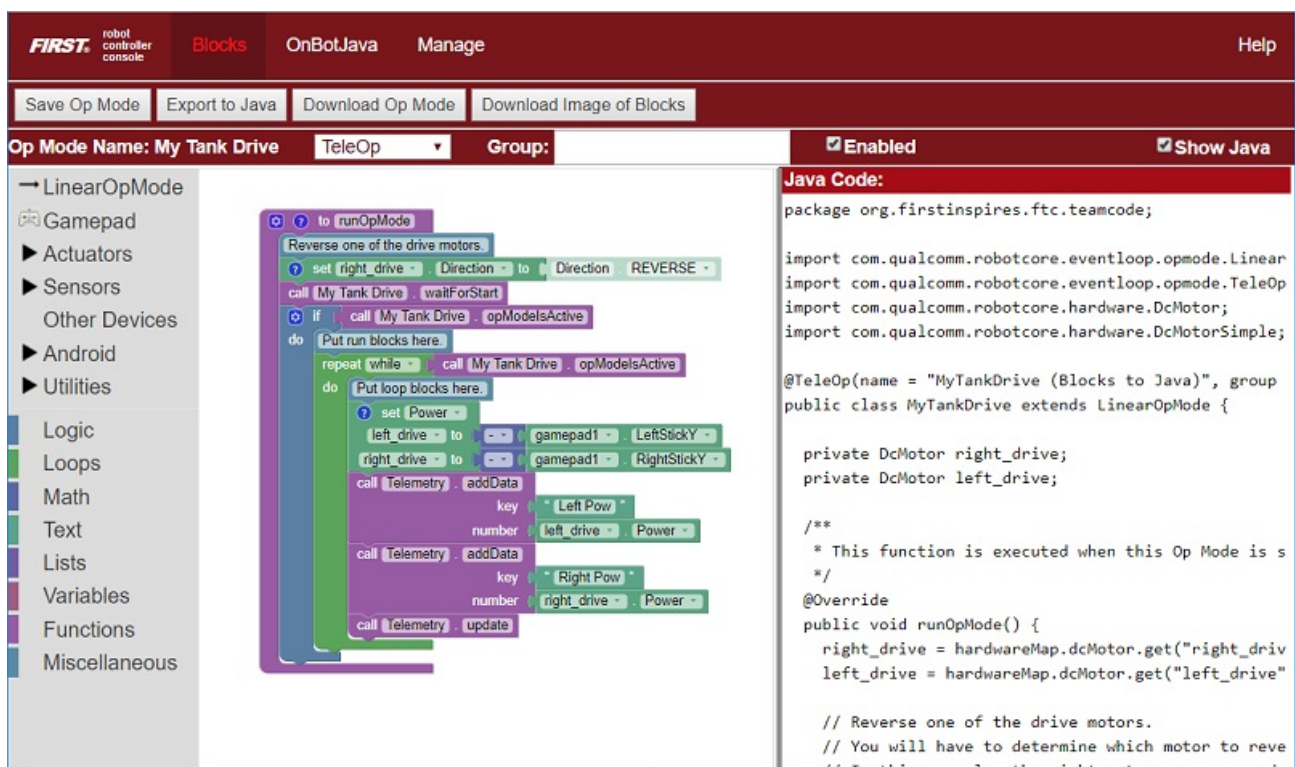 FIRST. robot controller console Blocks OnBotJava Manage Help
Save Op Mode Export to Java Download Op Mode Download Image of Blocks
Op Mode Name: My Tank Drive TeleOp Group: Enabled Show Java
LinearOpMode
Gamepad
Actuators
Sensors
Other Devices
Android
Utilities
Logic
Loops
Math
Text
Lists
Variables
Functions
Miscellaneous
to runOpMode
Reverse one of the drive motors.
set right_drive . Direction to Direction REVERSE
call My Tank Drive . waitForStart
if call My Tank Drive . opModeIsActive
do Put run blocks here.
repeat while call My Tank Drive . opModeIsActive
do Put loop blocks here.
set Power
left_drive to - gamepad1 . LeftStickY
right_drive to - gamepad1 . RightStickY
call Telemetry . addData
key " Left Pow "
number left_drive . Power
call Telemetry . addData
key " Right Pow "
number right_drive . Power
call Telemetry . update
Java Code:
package org.firstinspires.ftc.teamcode;
import com.qualcomm.robotcore.eventloop.opmode.Linear
import com.qualcomm.robotcore.eventloop.opmode.TeleOp
import com.qualcomm.robotcore.hardware.DcMotor;
import com.qualcomm.robotcore.hardware.DcMotorSimple;
@TeleOp(name = "MyTankDrive (Blocks to Java)", group
public class MyTankDrive extends LinearOpMode {
private DcMotor right_drive;
private DcMotor left_drive;
/**
* This function is executed when this Op Mode is s
*/
@Override
public void runOpMode() {
right_drive = hardwareMap.dcMotor.get("right_driv
left_drive = hardwareMap.dcMotor.get("left_drive"
// Reverse one of the drive motors.
// You will have to determine which motor to reve